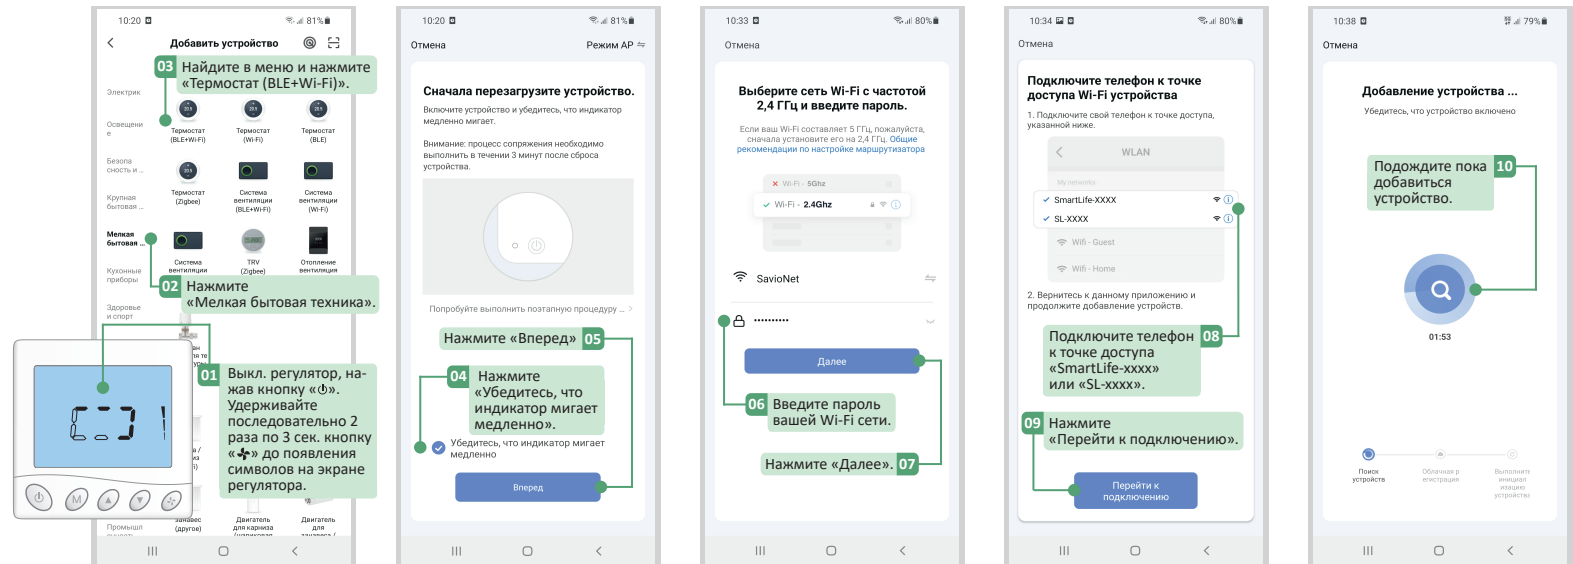 10:20
81%
Добавить устройство
03 Найдите в меню и нажмите
«Термостат (BLE+Wi-Fi)».
Электрик
Освещени
е
Безопа
сность и ...
Крупная
бытовая ...
Мелкая
бытовая ...
Кухонные
приборы
Здоровье
и спорт
Промышл
Термостат
(BLE+Wi-Fi)
Термостат
(Wi-Fi)
Термостат
(BLE)
Термостат
(Zigbee)
Система
вентиляции
(BLE+Wi-Fi)
Система
вентиляции
(Wi-Fi)
Система
вентиляции
TRV
(Zigbee)
Отопление
вентиляция
02 Нажмите
«Мелкая бытовая техника».
01 Выкл. регулятор, на-
жав кнопку «⏻».
Удерживайте
последовательно 2
раза по 3 сек. кнопку
«✣» до появления
символов на экране
регулятора.
M
занавес
(другое)
Двигатель
для карниза
(шариковая
Двигатель
для
занавеса /
10:20
81%
Отмена
Режим AP
Сначала перезагрузите устройство.
Включите устройство и убедитесь, что индикатор
медленно мигает.
Внимание: процесс сопряжения необходимо
выполнить в течении 3 минут после сброса
устройства.
Попробуйте выполнить поэтапную процедуру ... >
Нажмите «Вперед» 05
04 Нажмите
«Убедитесь, что
индикатор мигает
медленно».
Убедитесь, что индикатор мигает
медленно
Вперед
10:33
80%
Отмена
Выберите сеть Wi-Fi с частотой
2,4 ГГц и введите пароль.
Если ваш Wi-Fi составляет 5 ГГц, пожалуйста,
сначала установите его на 2,4 ГГц. Общие
рекомендации по настройке маршрутизатора
Wi-Fi - 5Ghz
Wi-Fi - 2.4Ghz
SavioNet
••••••••••
Далее
06 Введите пароль
вашей Wi-Fi сети.
Нажмите «Далее». 07
10:34
80%
Отмена
Подключите телефон к точке
доступа Wi-Fi устройства
1. Подключите свой телефон к точке доступа,
указанной ниже.
WLAN
My networks
SmartLife-XXXX
SL-XXXX
Wifi - Guest
Wifi - Home
2. Вернитесь к данному приложению и
продолжите добавление устройств.
Подключите телефон 08
к точке доступа
«SmartLife-xxxx»
или «SL-xxxx».
09 Нажмите
«Перейти к подключению».
Перейти к
подключению
10:38
79%
Отмена
Добавление устройства ...
Убедитесь, что устройство включено
Подождите пока 10
добавиться
устройство.
01:53
Поиск
устройств
Облачная р
егистрация
Выполните
инициал
изацию
устройства